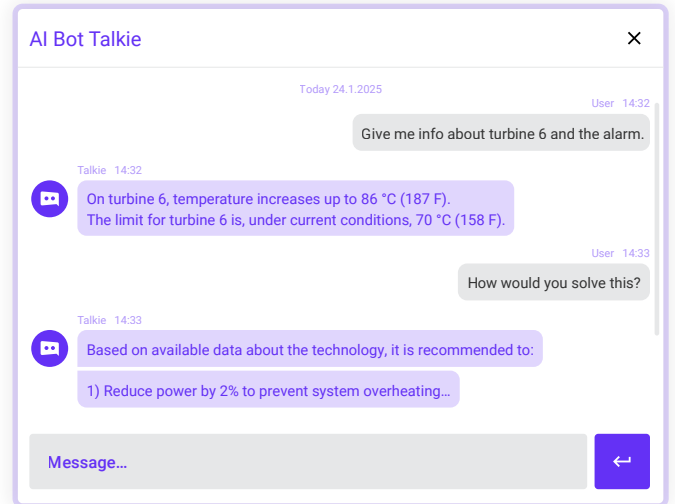 AI Bot Talkie
Today 24.1.2025
User 14:32
Give me info about turbine 6 and the alarm.
Talkie 14:32
On turbine 6, temperature increases up to 86 °C (187 F).
The limit for turbine 6 is, under current conditions, 70 °C (158 F).
User 14:33
How would you solve this?
Talkie 14:33
Based on available data about the technology, it is recommended to:
1) Reduce power by 2% to prevent system overheating...
Message...